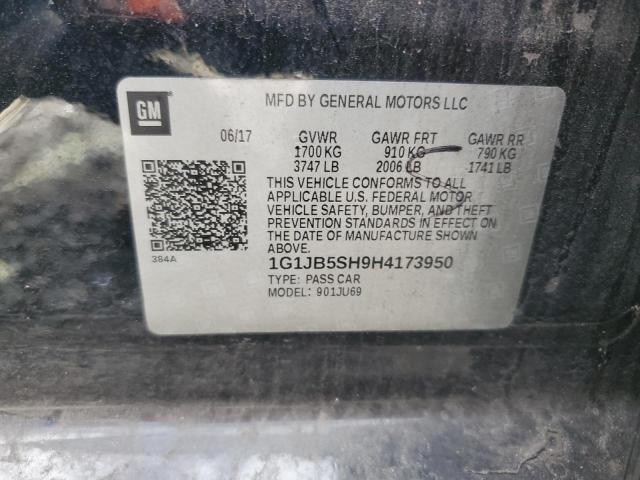 GM
MFD BY GENERAL MOTORS LLC
06/17 GVWR GAWR FRT GAWR RR
1700 KG 910 KG 790 KG
3747 LB 2006 LB 1741 LB
THIS VEHICLE CONFORMS TO ALL
APPLICABLE U.S. FEDERAL MOTOR
VEHICLE SAFETY, BUMPER, AND THEFT
PREVENTION STANDARDS IN EFFECT ON
THE DATE OF MANUFACTURE SHOWN
ABOVE.
384A
1G1JB5SH9H4173950
TYPE: PASS CAR
MODEL: 901JU69